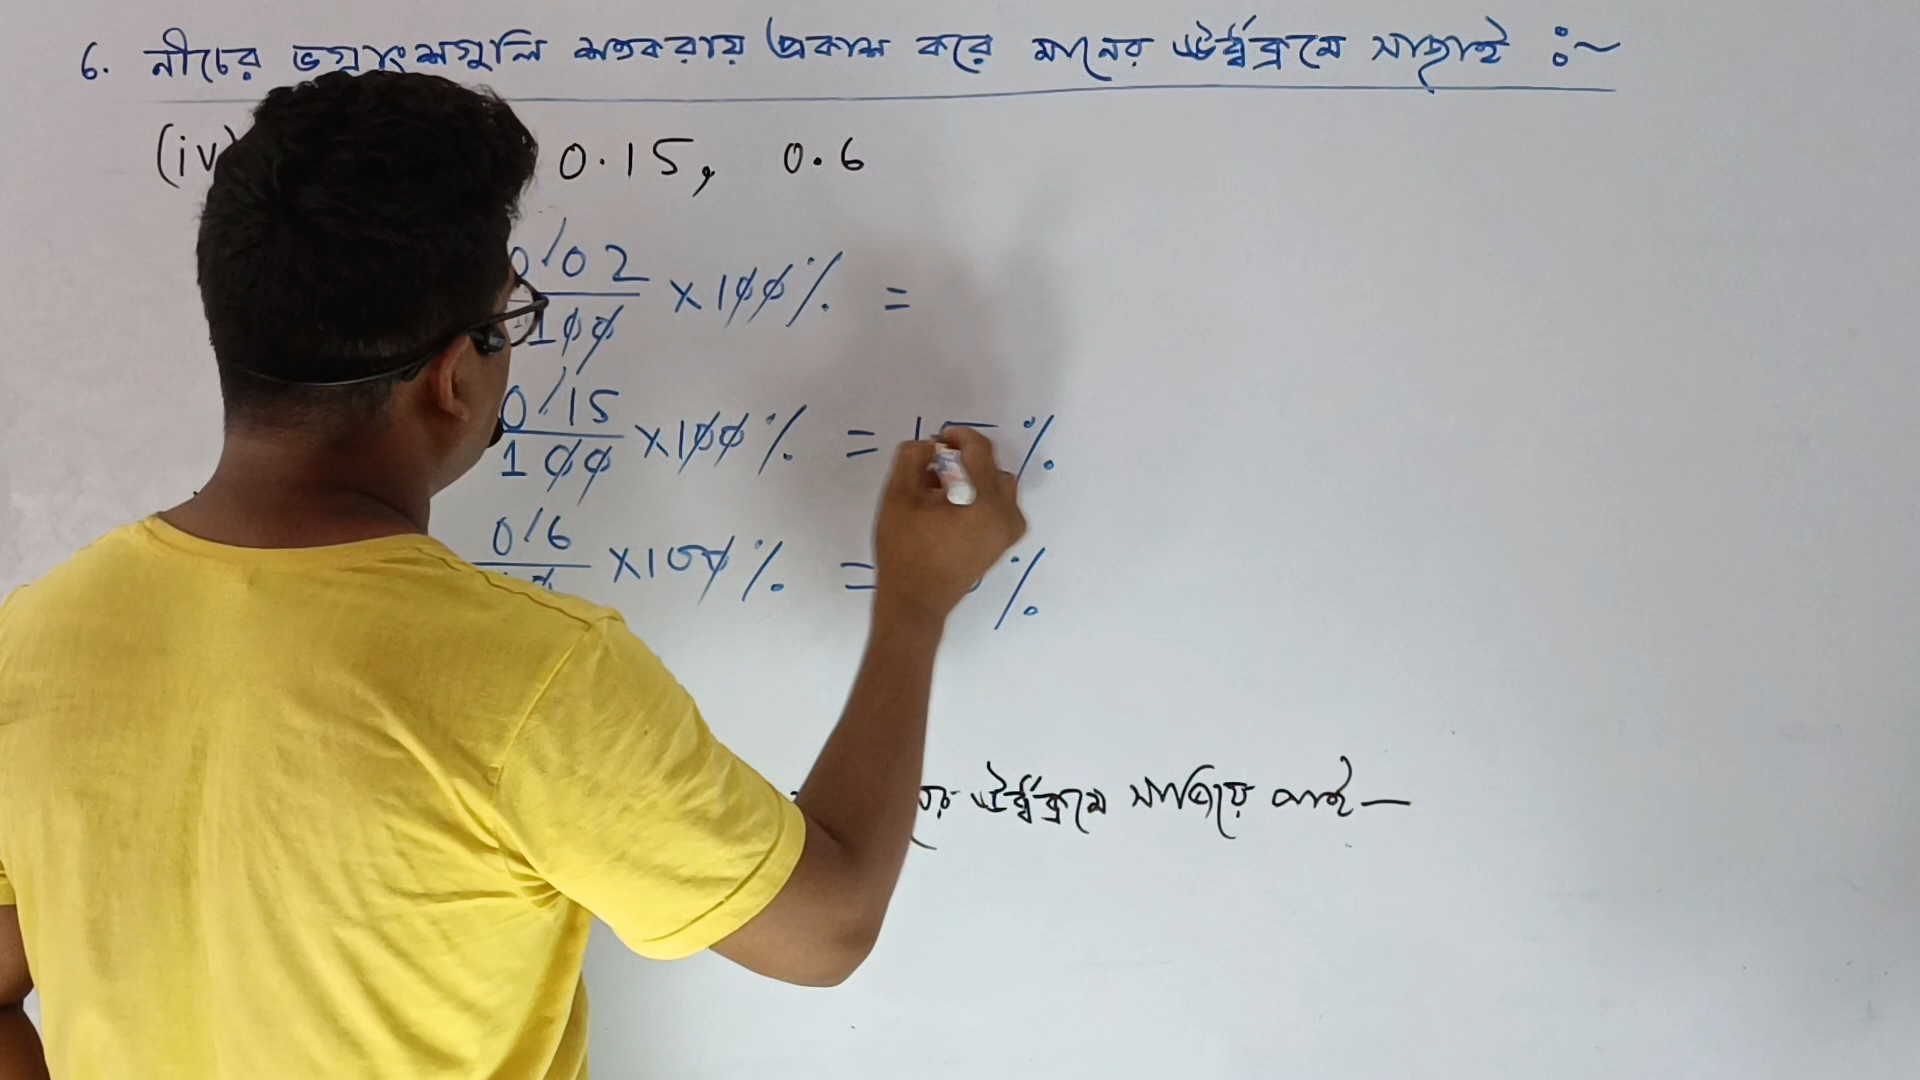 6. নীচের ভগ্নাংশগুলি শতকরায় প্রকাশ করে মানের ঊর্ধ্বক্রমে সাজাই :~
(iv) 0.15, 0.6
0/02
100 × 100 % =
0/15
100 × 100 % = 15 %
0/6
× 100 % = %
ঊর্ধ্বক্রমে সাজিয়ে পাই —